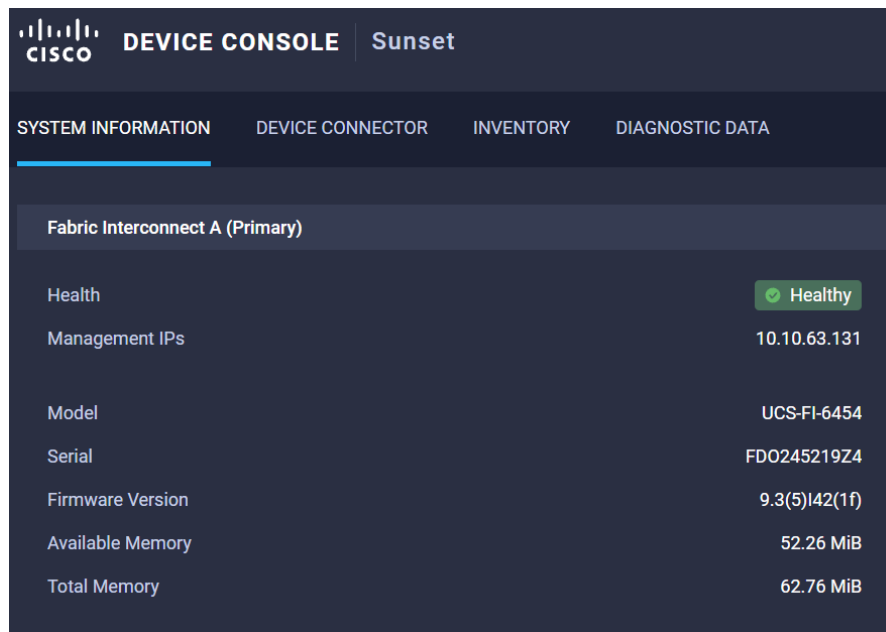 CISCO DEVICE CONSOLE Sunset
SYSTEM INFORMATION DEVICE CONNECTOR INVENTORY DIAGNOSTIC DATA
Fabric Interconnect A (Primary)
Health Healthy
Management IPs 10.10.63.131
Model UCS-FI-6454
Serial FDO245219Z4
Firmware Version 9.3(5)I42(1f)
Available Memory 52.26 MiB
Total Memory 62.76 MiB